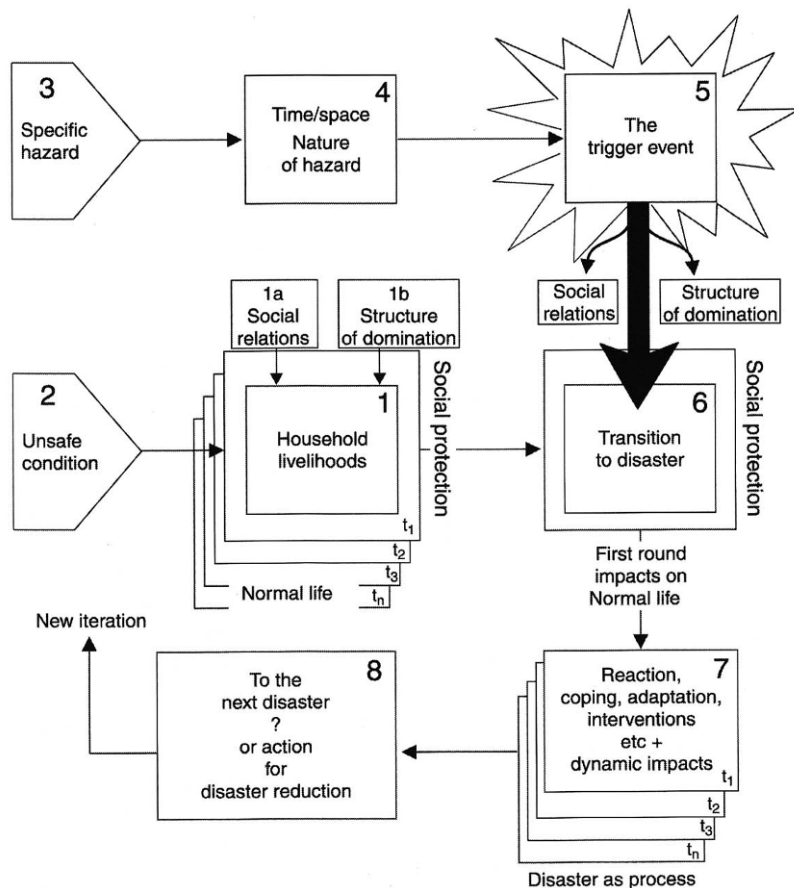 3
Specific
hazard
4
Time/space
Nature
of hazard
5
The
trigger event
Social
relations
Structure
of domination
1a
Social
relations
1b
Structure
of domination
2
Unsafe
condition
1
Household
livelihoods
Social protection
t1
t2
t3
tn
Normal life
6
Transition
to disaster
Social protection
First round
impacts on
Normal life
7
Reaction,
coping, adaptation,
interventions
etc +
dynamic impacts
t1
t2
t3
tn
Disaster as process
8
To the
next disaster
?
or action
for
disaster reduction
New iteration